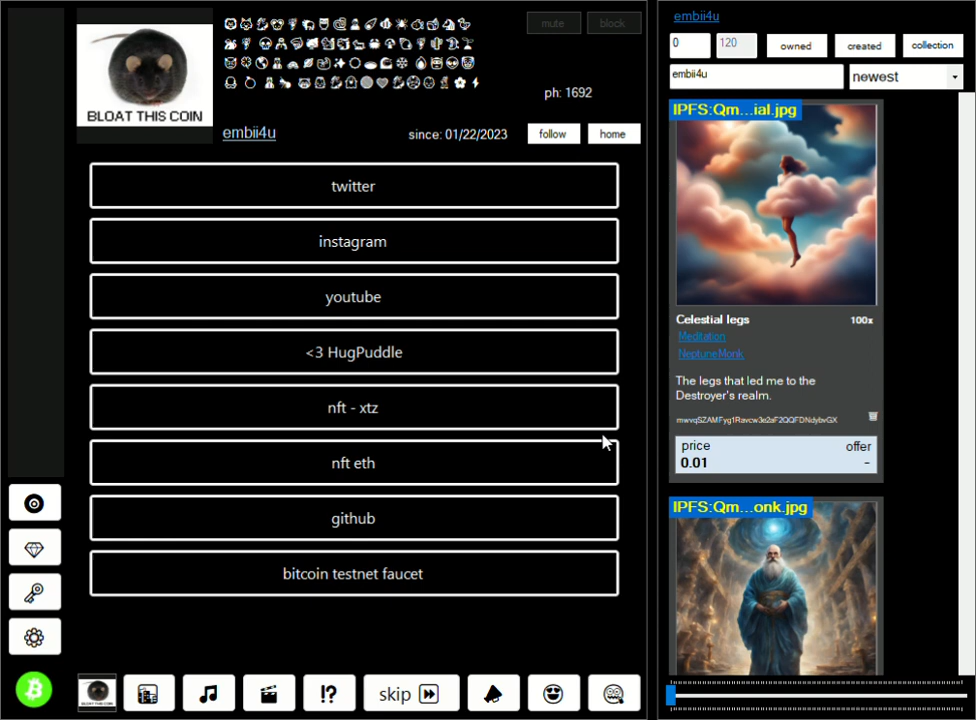 BLOAT THIS COIN
embii4u
since: 01/22/2023
mute
block
ph: 1692
follow
home
twitter
instagram
youtube
<3 HugPuddle
nft - xtz
nft eth
github
bitcoin testnet faucet
!?
skip
embii4u
0
120
owned
created
collection
embii4u
newest
IPFS:Qm...ial.jpg
Celestial legs
100x
Meditation
NeptuneMonk
The legs that led me to the
Destroyer's realm.
price
offer
0.01
-
IPFS:Qm...onk.jpg